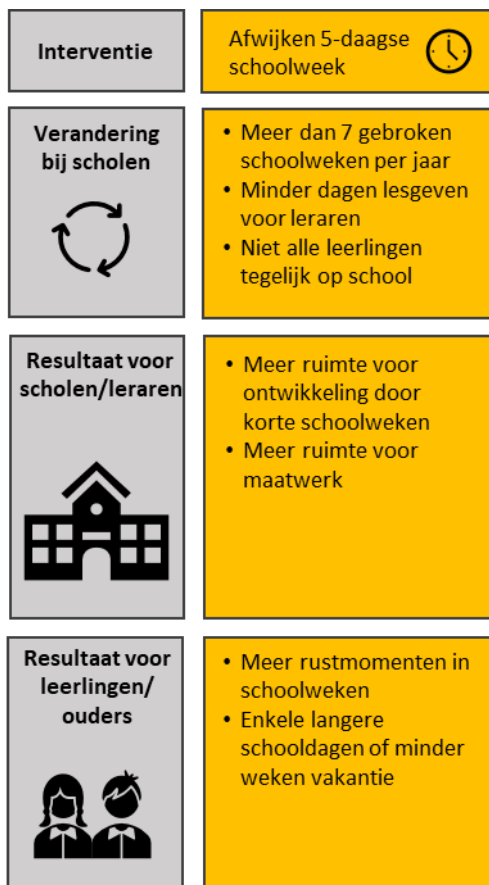 Interventie
Afwijken 5-daagse
schoolweek
Verandering
bij scholen
• Meer dan 7 gebroken
schoolweken per jaar
• Minder dagen lesgeven
voor leraren
• Niet alle leerlingen
tegelijk op school
Resultaat voor
scholen/leraren
• Meer ruimte voor
ontwikkeling door
korte schoolweken
• Meer ruimte voor
maatwerk
Resultaat voor
leerlingen/
ouders
• Meer rustmomenten in
schoolweken
• Enkele langere
schooldagen of minder
weken vakantie